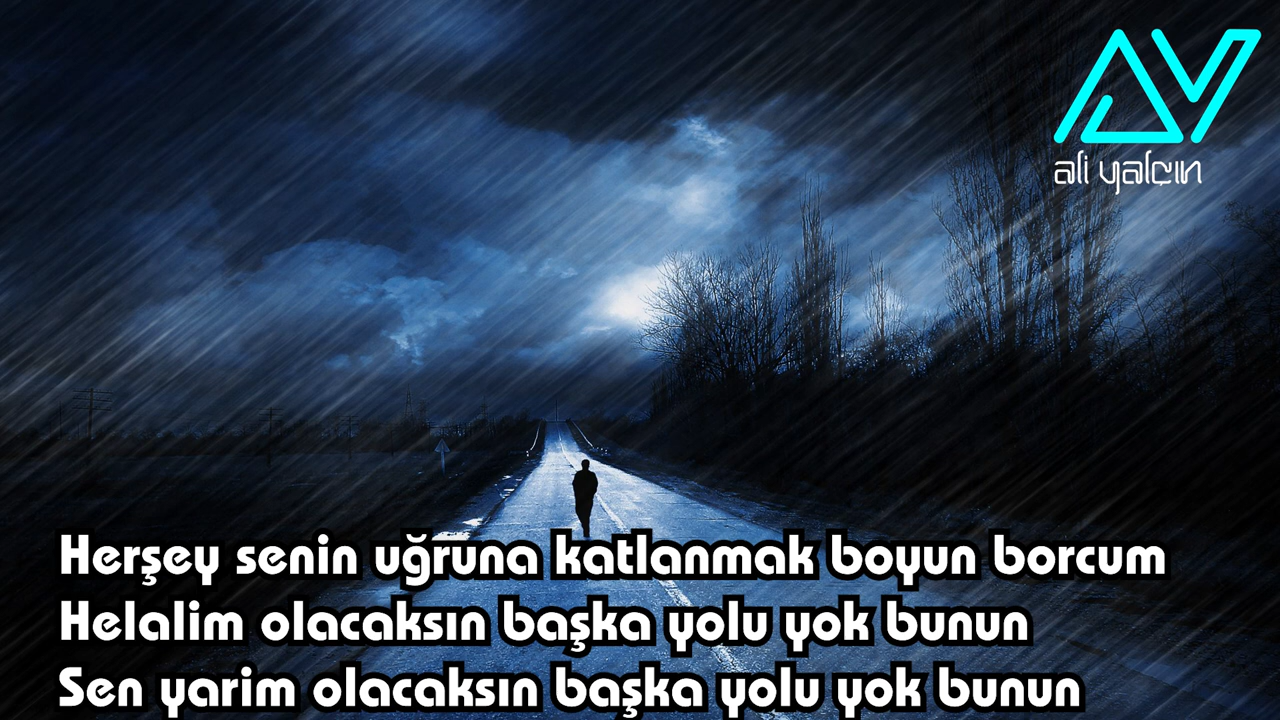 AY
ali yalçın
Herşey senin uğruna katlanmak boyun borcum
Helalim olacaksın başka yolu yok bunun
Sen yarim olacaksın başka yolu yok bunun